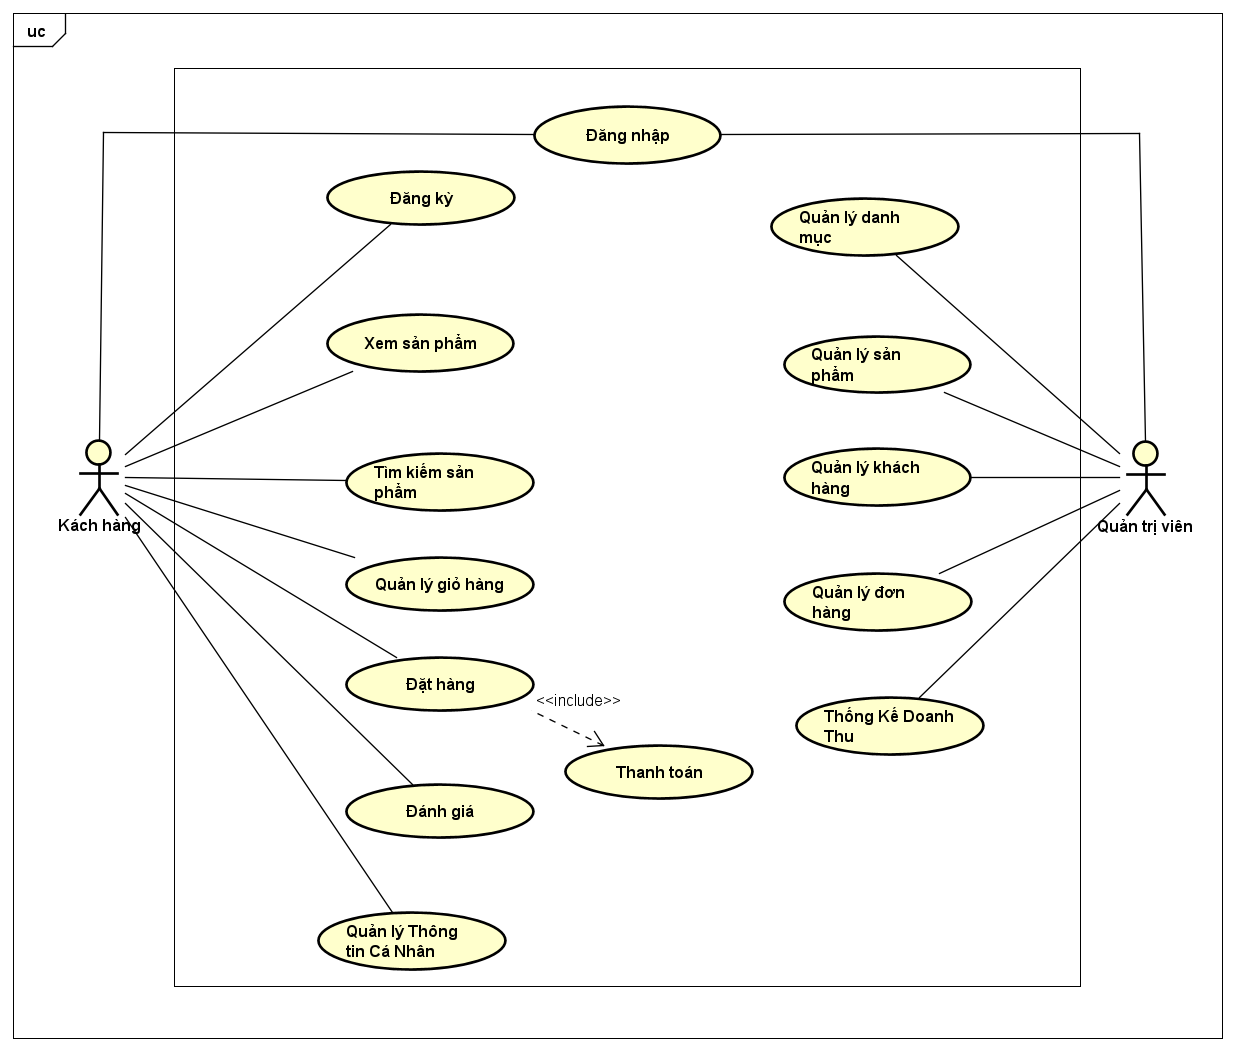 uc
Đăng nhập
Đăng ký
Quản lý danh
mục
Xem sản phẩm
Quản lý sản
phẩm
Tìm kiếm sản
phẩm
Quản lý khách
hàng
Kách hàng
Quản trị viên
Quản lý giỏ hàng
Quản lý đơn
hàng
Đặt hàng
<<include>>
Thống Kế Doanh
Thu
Thanh toán
Đánh giá
Quản lý Thông
tin Cá Nhân